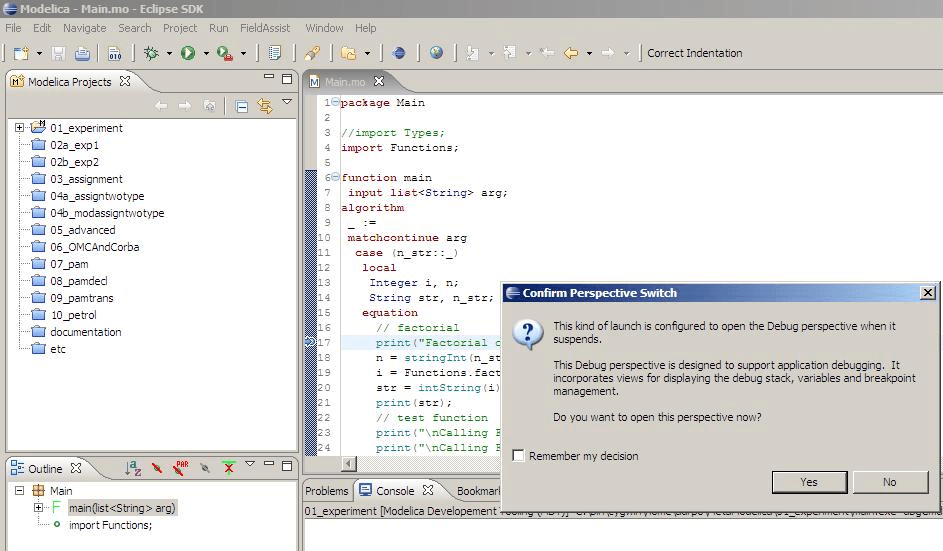 Modelica - Main.mo - Eclipse SDK
File Edit Navigate Search Project Run FieldAssist Window Help
Correct Indentation
Modelica Projects
01_experiment
02a_exp1
02b_exp2
03_assignment
04a_assigntwotype
04b_modassigntwotype
05_advanced
06_OMCAndCorba
07_pam
08_pamdecl
09_pamtrans
10_petrol
documentation
etc
Outline
Main
main(list<String> arg)
import Functions;
Main.mo
1 package Main
2
3 //import Types;
4 import Functions;
5
6 function main
7 input list<String> arg;
8 algorithm
9 _ :=
10 matchcontinue arg
11 case (n_str::_)
12 local
13 Integer i, n;
14 String str, n_str;
15 equation
16 // factorial
17 print("Factorial
18 n = stringInt(n_st
19 i = Functions.fact
20 str = intString(i)
21 print(str);
22 // test function
23 print("\nCalling
24 print("\nCalling
Confirm Perspective Switch
This kind of launch is configured to open the Debug perspective when it
suspends.
This Debug perspective is designed to support application debugging. It
incorporates views for displaying the debug stack, variables and breakpoint
management.
Do you want to open this perspective now?
Remember my decision
Yes No
Problems Console Bookmar
01_experiment [Modelica Developement Tooling (MDT)]